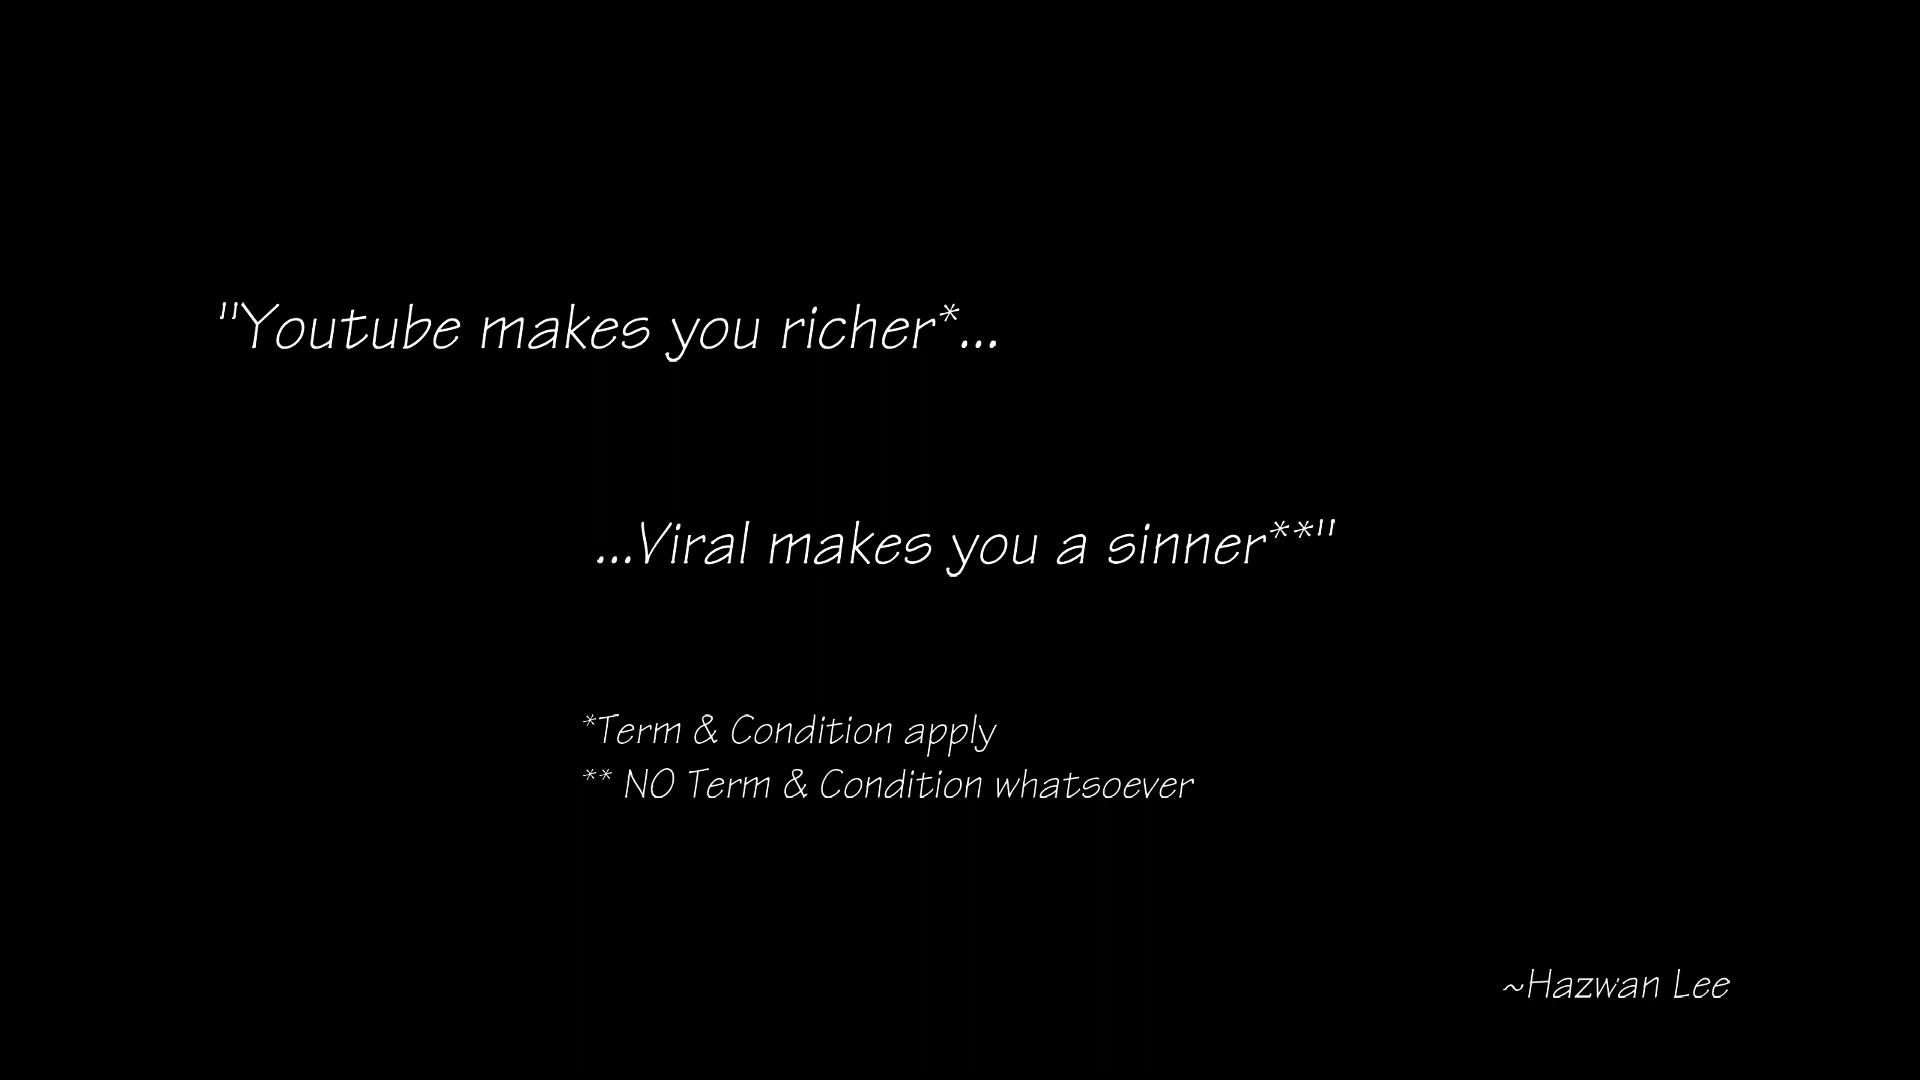 "Youtube makes you richer*...
...Viral makes you a sinner**"
*Term & Condition apply
** NO Term & Condition whatsoever
~Hazwan Lee